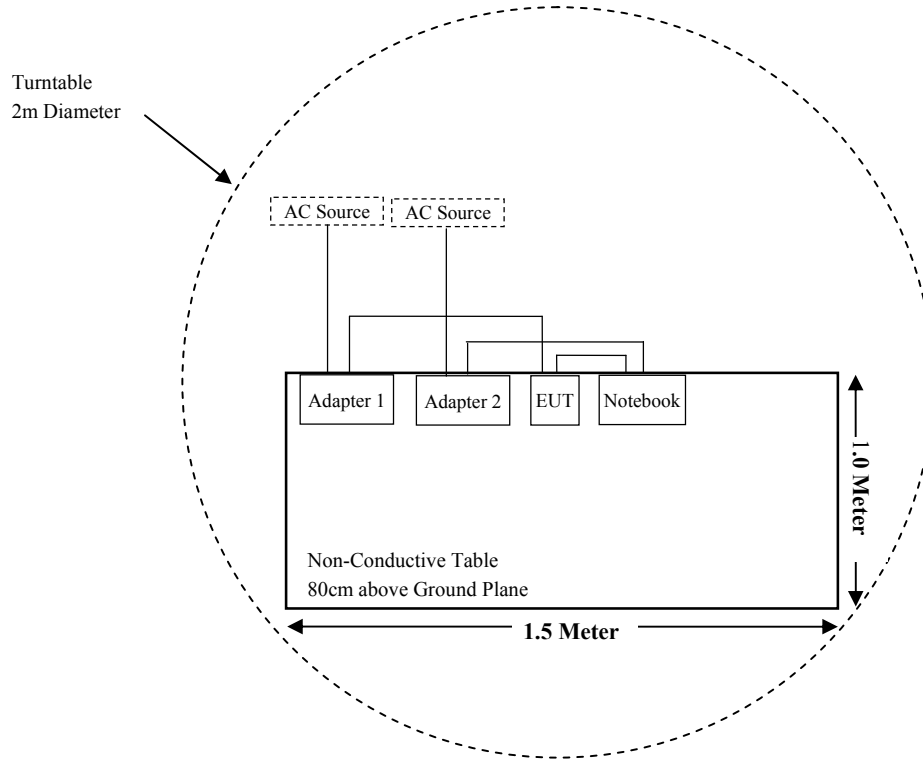 Turntable
2m Diameter
AC Source
AC Source
Adapter 1
Adapter 2
EUT
Notebook
1.0 Meter
Non-Conductive Table
80cm above Ground Plane
1.5 Meter